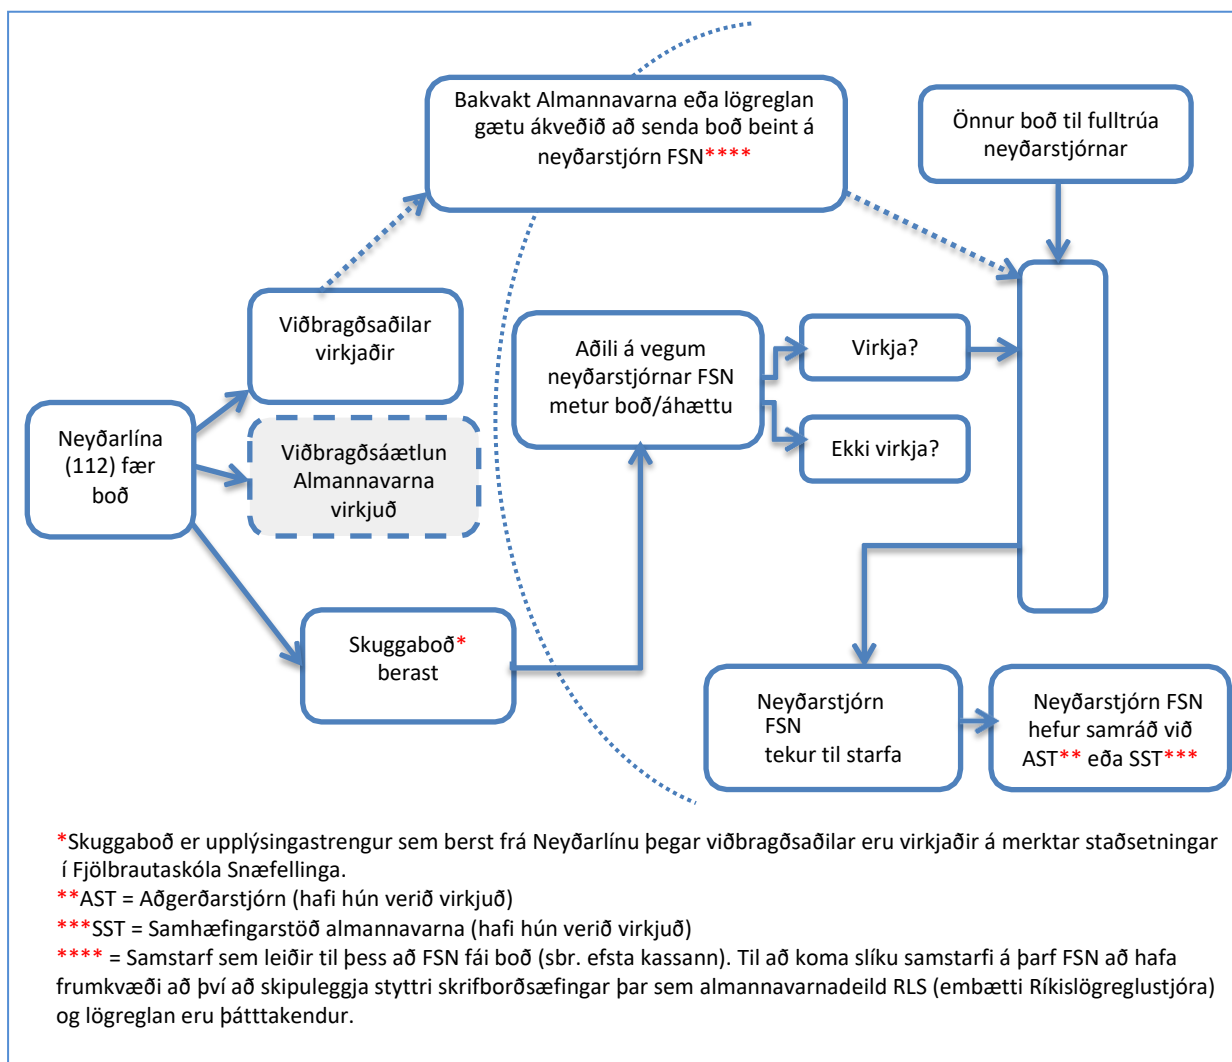 Bakvakt Almannavarna eða lögreglan
gætu ákveðið að senda boð beint á
neyðarstjórn FSN****
Önnur boð til fulltrúa
neyðarstjórnar
Viðbragðsaðilar
virkjaðir
Aðili á vegum
neyðarstjórnar FSN
metur boð/áhættu
Virkja?
Ekki virkja?
Neyðarlína
(112) fær
boð
Viðbragðsáætlun
Almannavarna
virkjuð
Skuggaboð*
berast
Neyðarstjórn
FSN
tekur til starfa
Neyðarstjórn FSN
hefur samráð við
AST** eða SST***
*Skuggaboð er upplýsingastrengur sem berst frá Neyðarlínu þegar viðbragðsaðilar eru virkjaðir á merktar staðsetningar
í Fjölbrautaskóla Snæfellinga.
**AST = Aðgerðarstjórn (hafi hún verið virkjuð)
***SST = Samhæfingarstöð almannavarna (hafi hún verið virkjuð)
**** = Samstarf sem leiðir til þess að FSN fái boð (sbr. efsta kassann). Til að koma slíku samstarfi á þarf FSN að hafa
frumkvæði að því að skipuleggja styttri skrifborðsæfingar þar sem almannavarnadeild RLS (embætti Ríkislögreglustjóra)
og lögreglan eru þátttakendur.